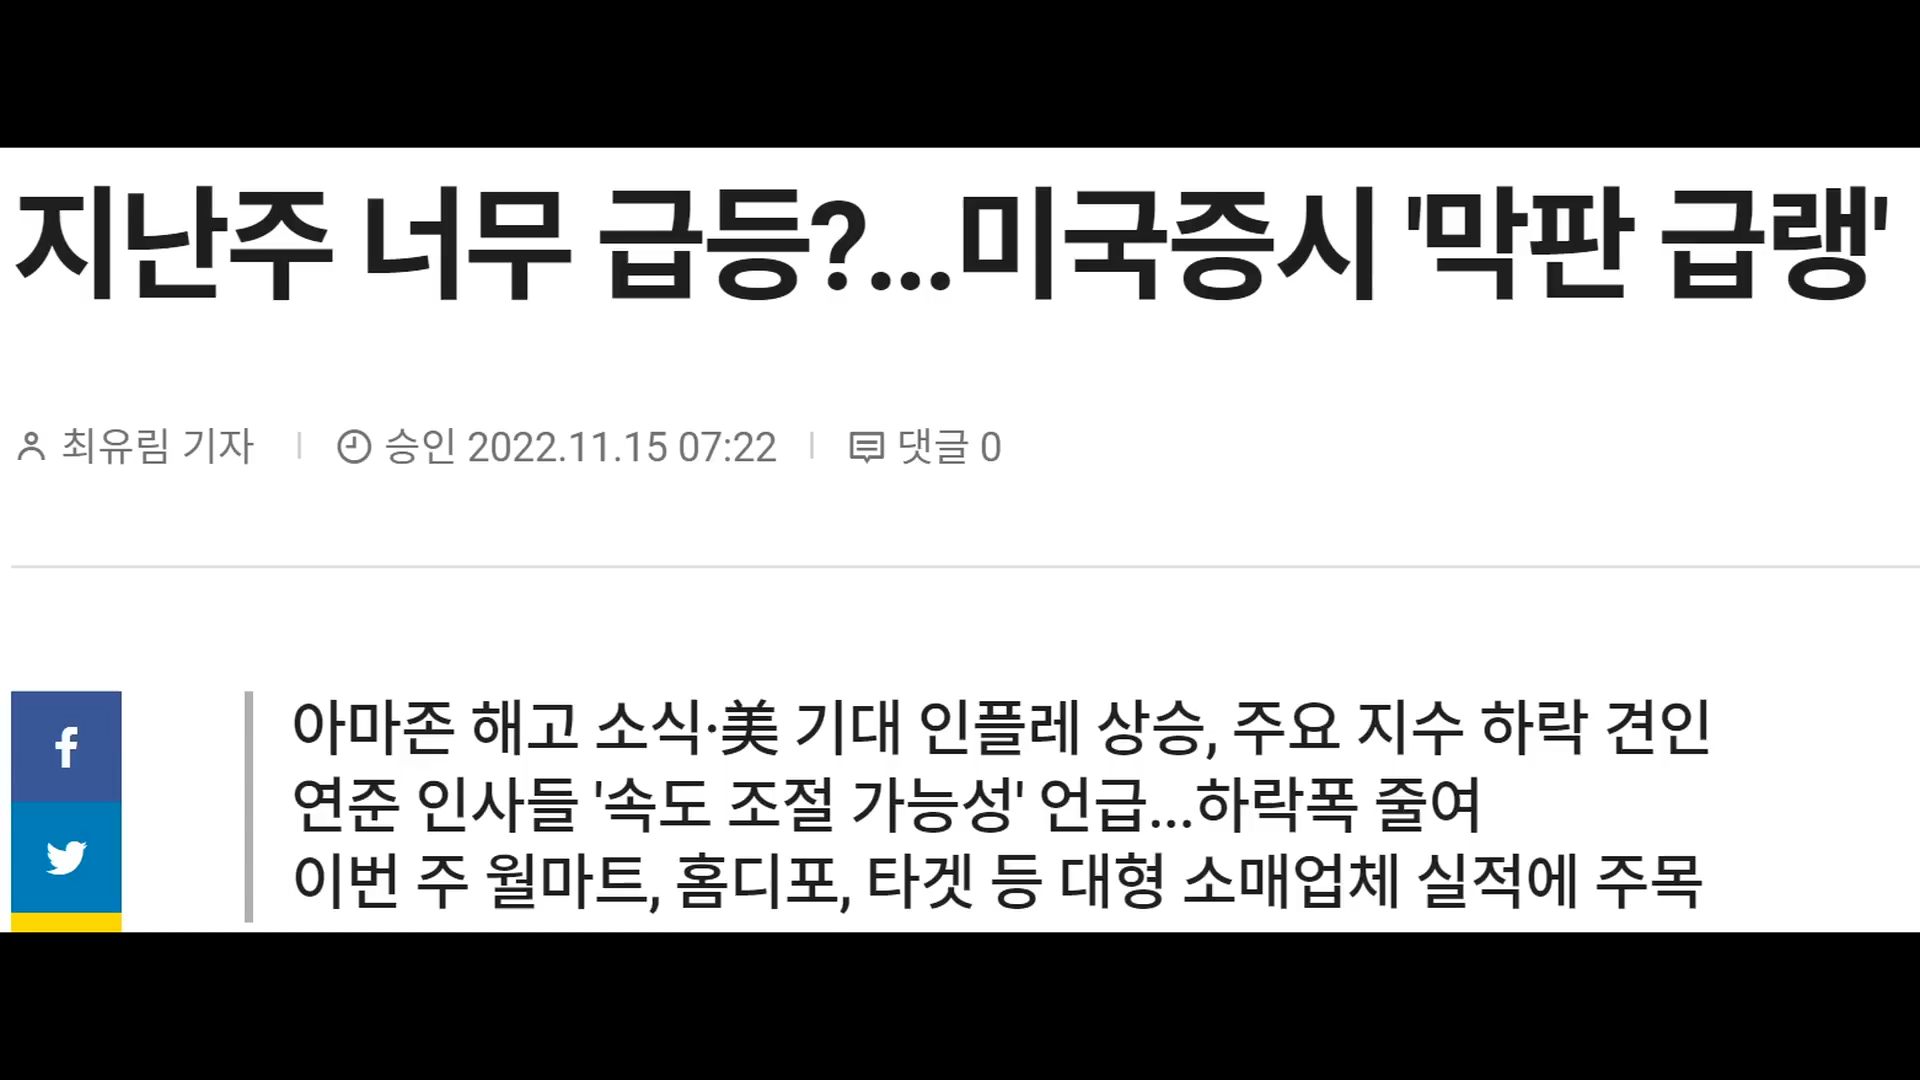 지난주 너무 급등?...미국증시 '막판 급랭'
최유림 기자 승인 2022.11.15 07:22 댓글 0
아마존 해고 소식·美 기대 인플레 상승, 주요 지수 하락 견인
연준 인사들 '속도 조절 가능성' 언급...하락폭 줄여
이번 주 월마트, 홈디포, 타겟 등 대형 소매업체 실적에 주목